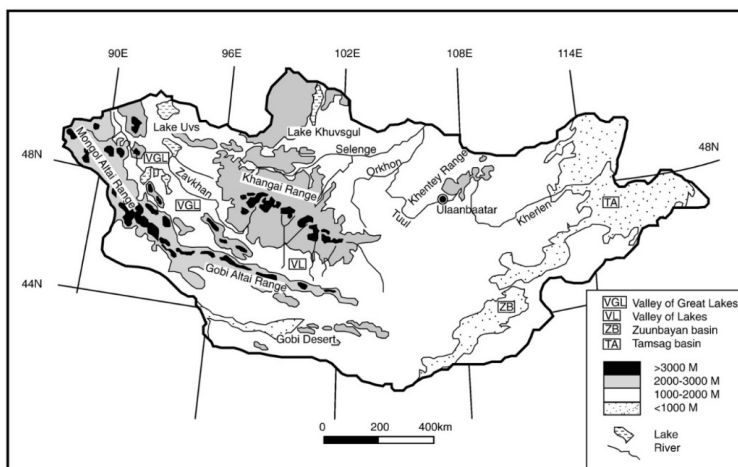 90E
96E
102E
108E
114E
Lake Uvs
Lake Khuvsgul
48N
48N
Mongol Altai Range
VGL
Selenge
Zavkhan
Khangai Range
Orkhon
Khentey Range
VGL
Tuul
Ulaanbaatar
Kherlen
TA
VL
Gobi Altai Range
44N
44N
ZB
Gobi Desert
VGL Valley of Great Lakes
VL Valley of Lakes
ZB Zuunbayan basin
TA Tamsag basin
>3000 M
2000-3000 M
1000-2000 M
<1000 M
Lake
River
0 200 400km